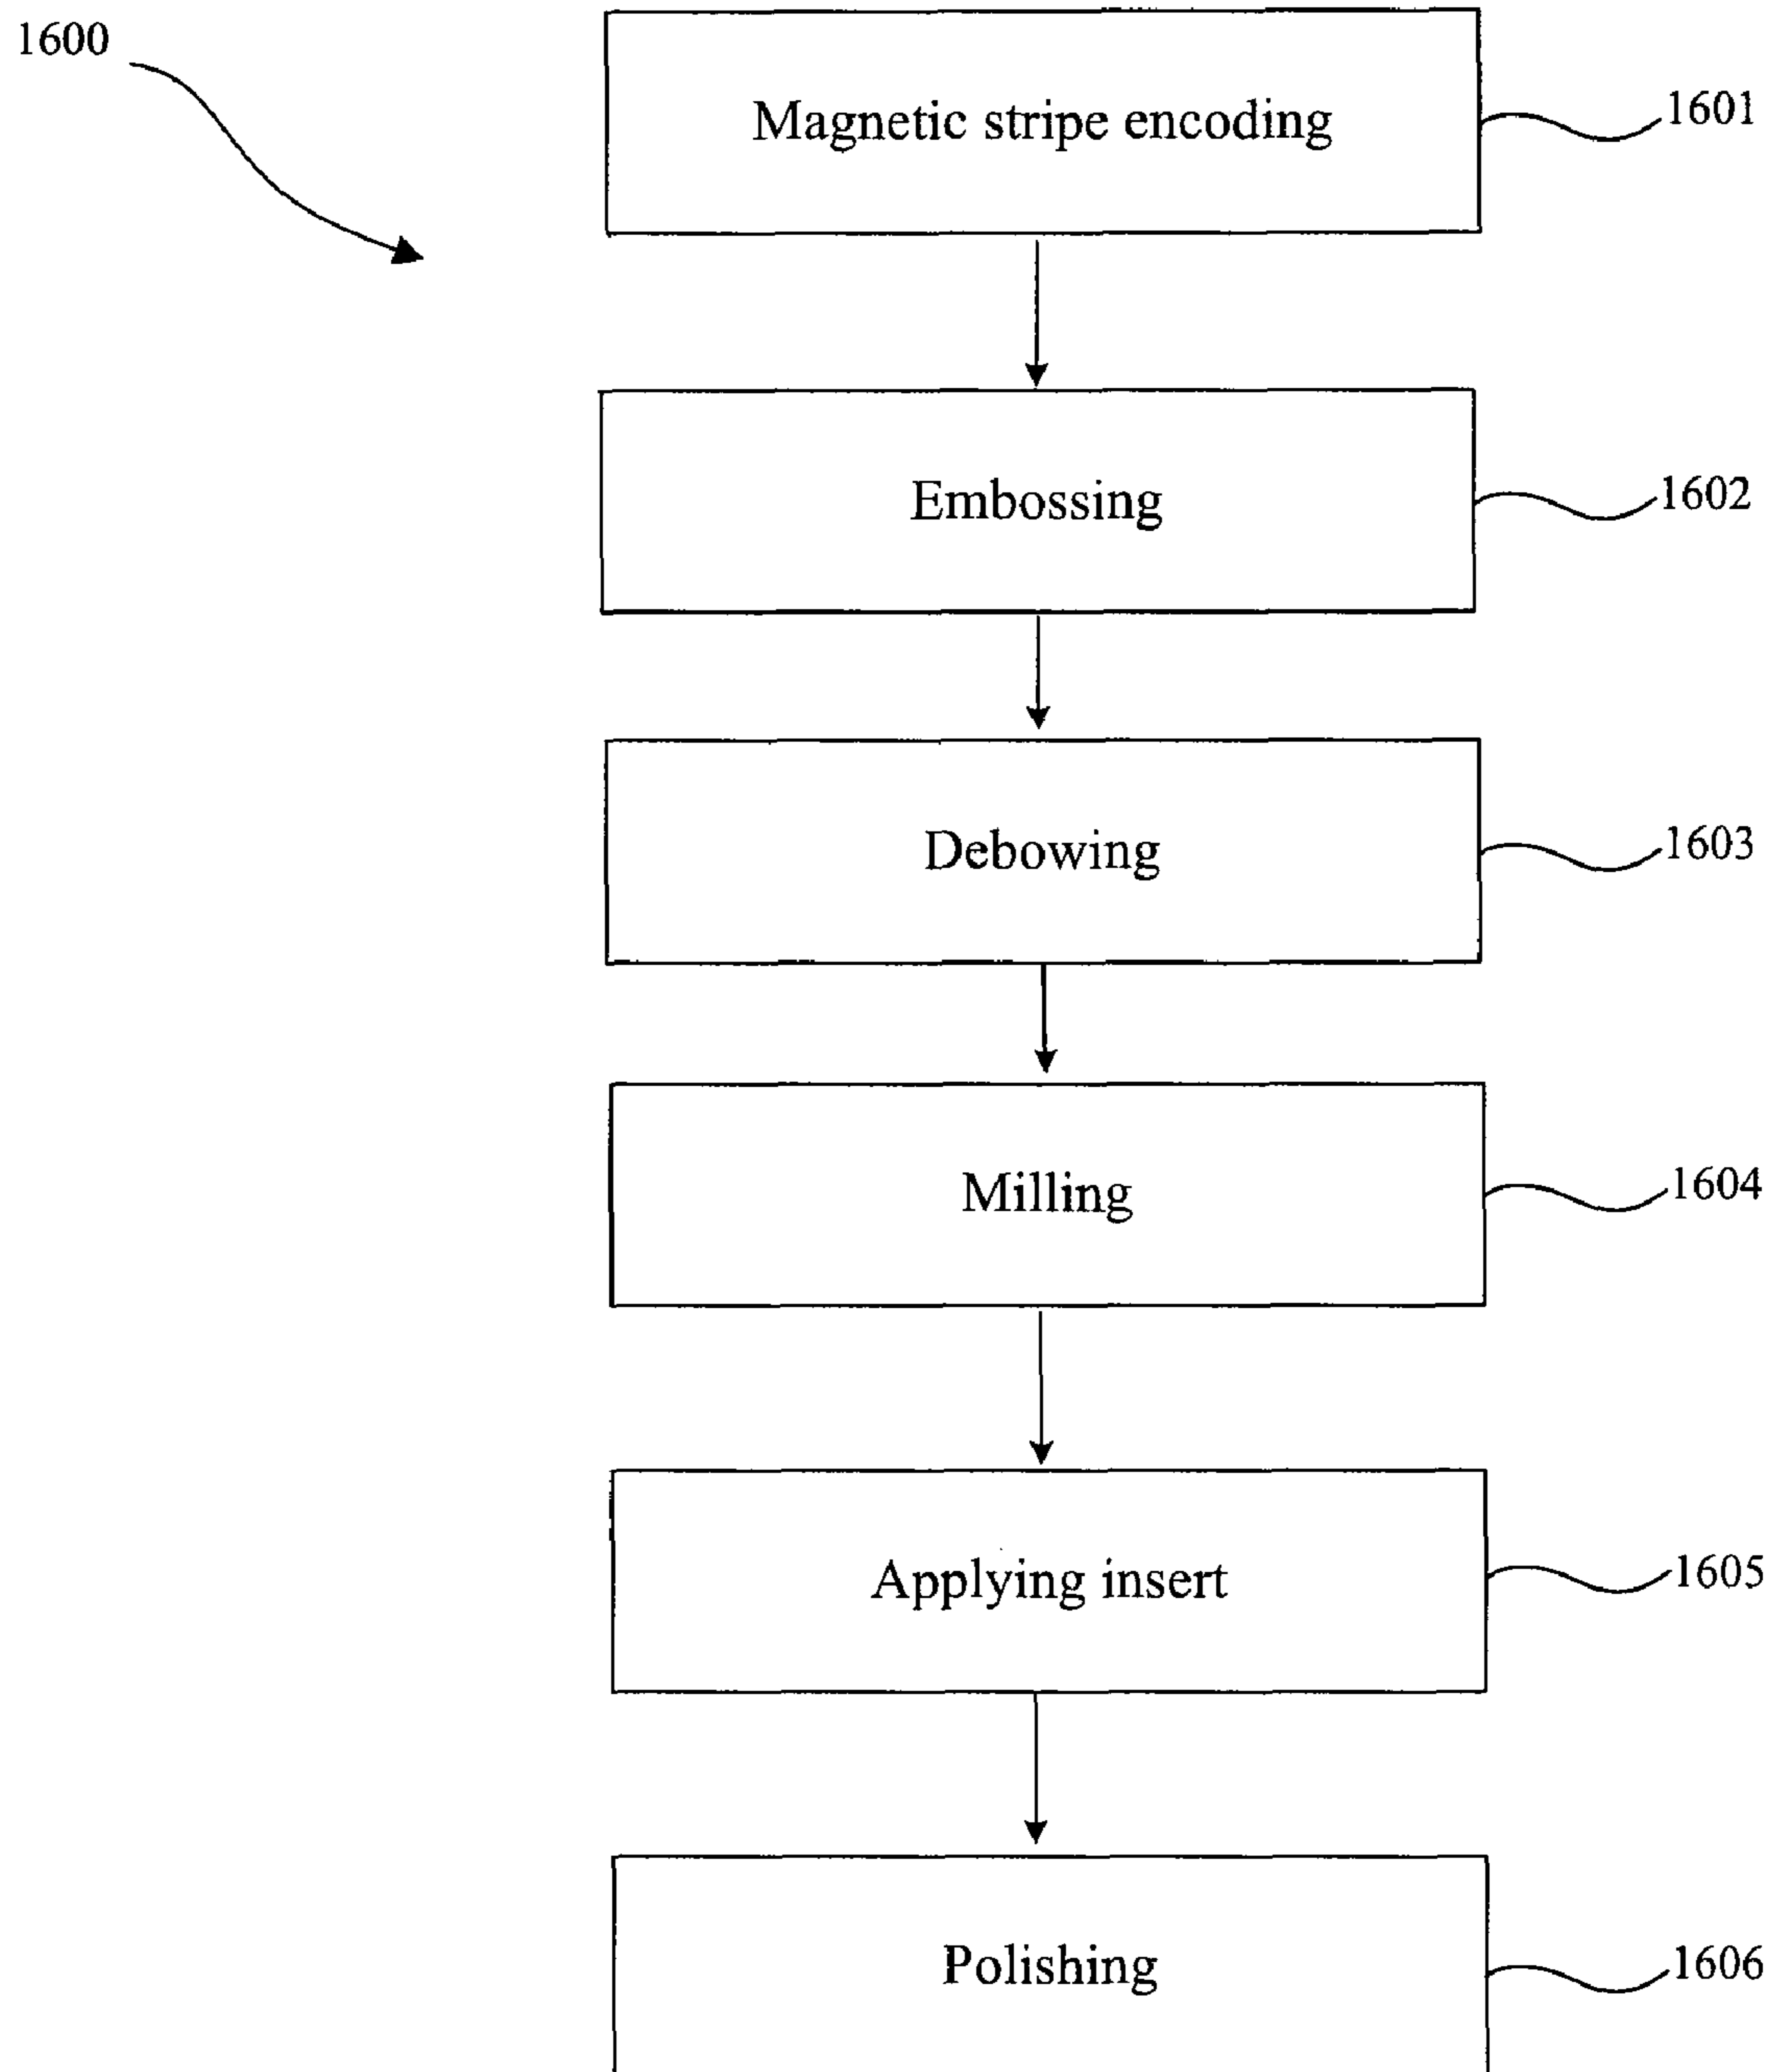 1600
Magnetic stripe encoding
1601
Embossing
1602
Debowing
1603
Milling
1604
Applying insert
1605
Polishing
1606